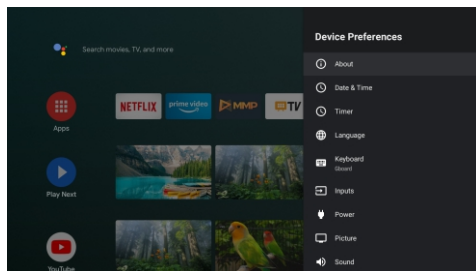 Device Preferences
Search movies, TV, and more
About
Date & Time
NETFLIX
prime video
MMP
TV
Timer
Apps
Language
Keyboard
Gboard
Inputs
Play Next
Power
Picture
YouTube
Sound